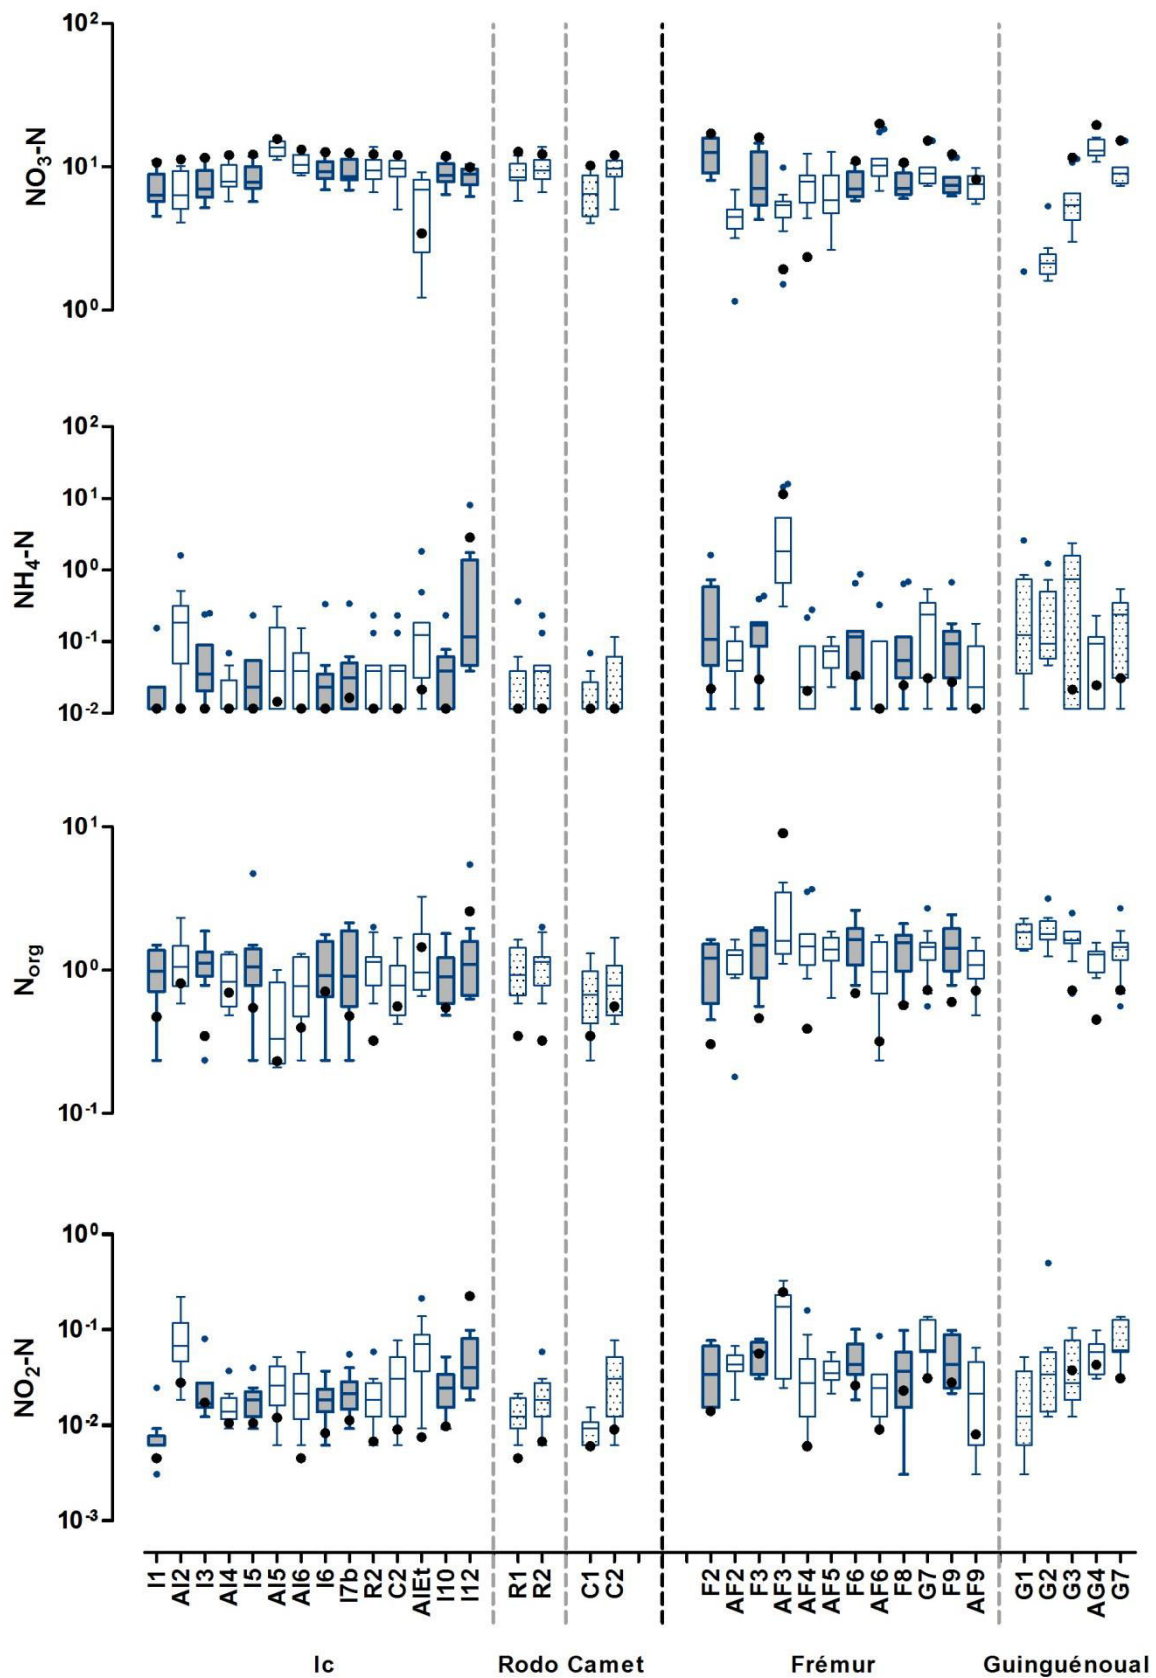 10²
NO₃-N
10¹
10⁰
10²
10¹
NH₄-N
10⁰
10⁻¹
10⁻²
10¹
Norg
10⁰
10⁻¹
10⁰
10⁻¹
NO₂-N
10⁻²
10⁻³
I1 AI2 I3 AI4 I5 AI5 AI6 I6 I7b R2 C2 AIEt I10 I12 R1 R2 C1 C2 F2 AF2 F3 AF3 AF4 AF5 F6 AF6 F8 G7 F9 AF9 G1 G2 G3 AG4 G7
Ic Rodo Camet Frémur Guinguénoual